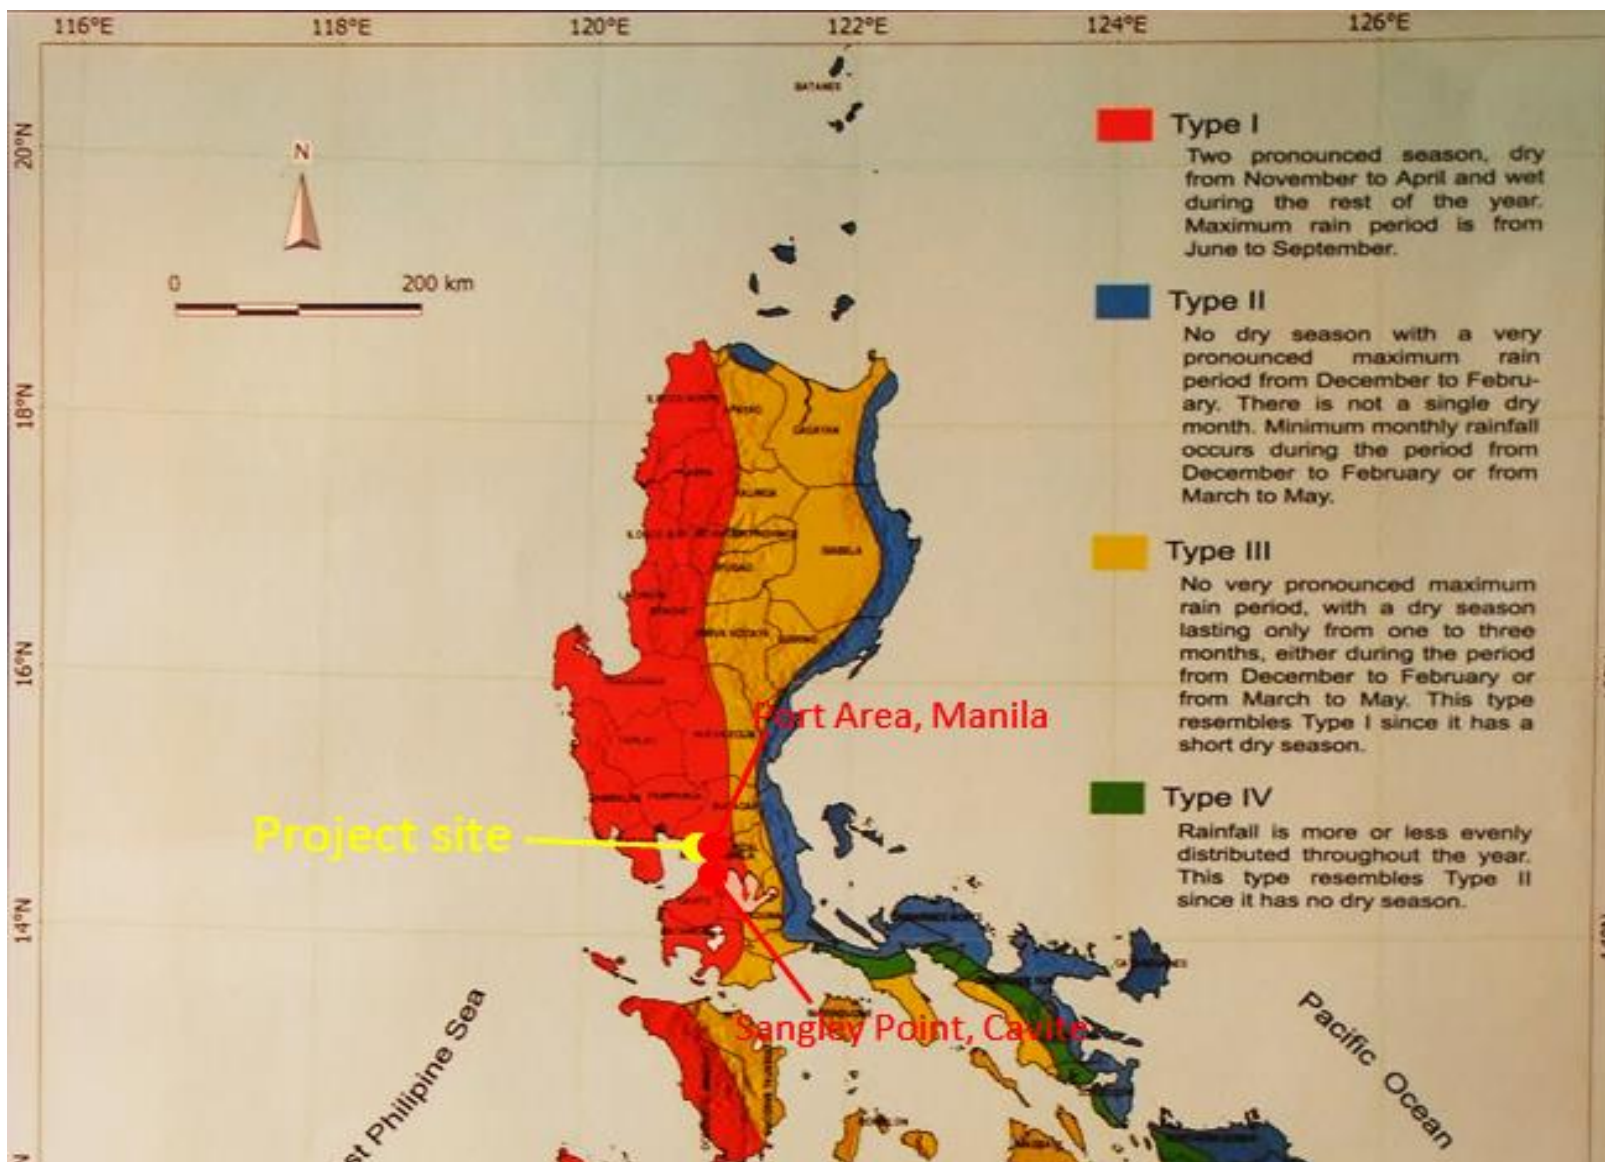 116°E 118°E 120°E 122°E 124°E 126°E
BATANES
20°N
N
0 200 km
18°N
16°N
14°N
Type I
Two pronounced season, dry
from November to April and wet
during the rest of the year.
Maximum rain period is from
June to September.
Type II
No dry season with a very
pronounced maximum rain
period from December to Febru-
ary. There is not a single dry
month. Minimum monthly rainfall
occurs during the period from
December to February or from
March to May.
Type III
No very pronounced maximum
rain period, with a dry season
lasting only from one to three
months, either during the period
from December to February or
from March to May. This type
resembles Type I since it has a
short dry season.
Type IV
Rainfall is more or less evenly
distributed throughout the year.
This type resembles Type II
since it has no dry season.
CAGAYAN
KALINGA
ISABELA
Port Area, Manila
Project site
Sangley Point, Cavite
st Philipine Sea
Pacific Ocean